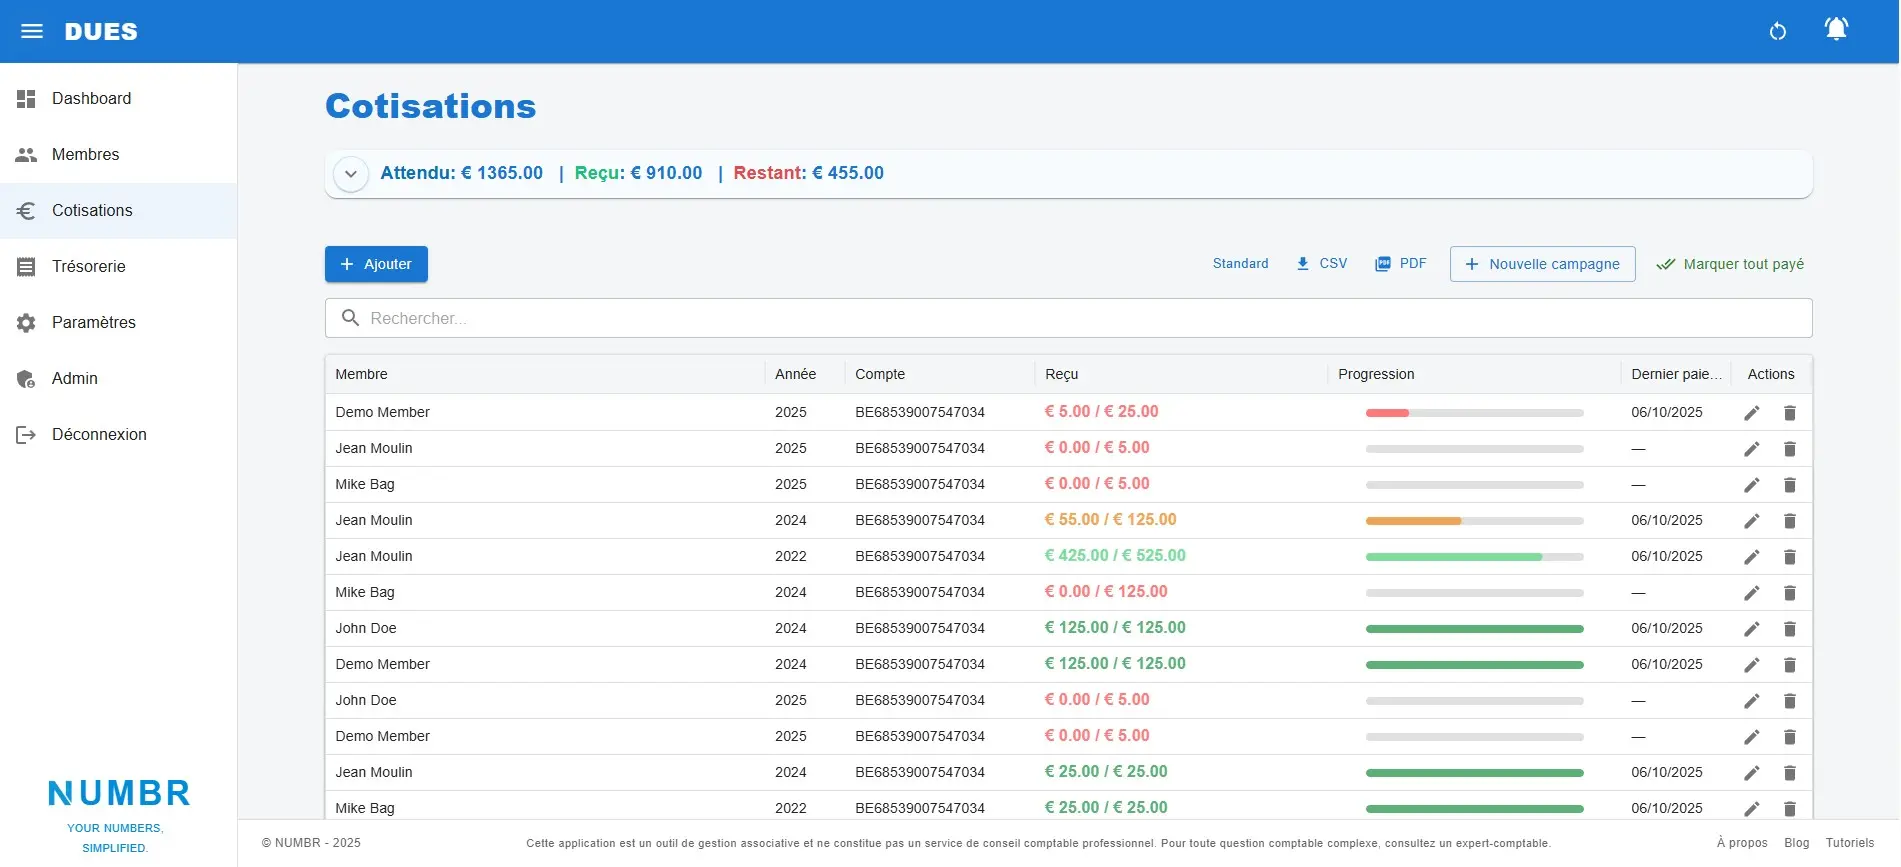 DUES
Dashboard
Membres
Cotisations
Trésorerie
Paramètres
Admin
Déconnexion
NUMBR
YOUR NUMBERS,
SIMPLIFIED.
Cotisations
Attendu: € 1365.00 | Reçu: € 910.00 | Restant: € 455.00
+ Ajouter
Standard CSV PDF + Nouvelle campagne Marquer tout payé
Rechercher...
Membre Année Compte Reçu Progression Dernier paie... Actions
Demo Member 2025 BE68539007547034 € 5.00 / € 25.00 06/10/2025
Jean Moulin 2025 BE68539007547034 € 0.00 / € 5.00 —
Mike Bag 2025 BE68539007547034 € 0.00 / € 5.00 —
Jean Moulin 2024 BE68539007547034 € 55.00 / € 125.00 06/10/2025
Jean Moulin 2022 BE68539007547034 € 425.00 / € 525.00 06/10/2025
Mike Bag 2024 BE68539007547034 € 0.00 / € 125.00 —
John Doe 2024 BE68539007547034 € 125.00 / € 125.00 06/10/2025
Demo Member 2024 BE68539007547034 € 125.00 / € 125.00 06/10/2025
John Doe 2025 BE68539007547034 € 0.00 / € 5.00 —
Demo Member 2025 BE68539007547034 € 0.00 / € 5.00 —
Jean Moulin 2024 BE68539007547034 € 25.00 / € 25.00 06/10/2025
Mike Bag 2022 BE68539007547034 € 25.00 / € 25.00 06/10/2025
© NUMBR - 2025 Cette application est un outil de gestion associative et ne constitue pas un service de conseil comptable professionnel. Pour toute question comptable complexe, consultez un expert-comptable. À propos Blog Tutoriels